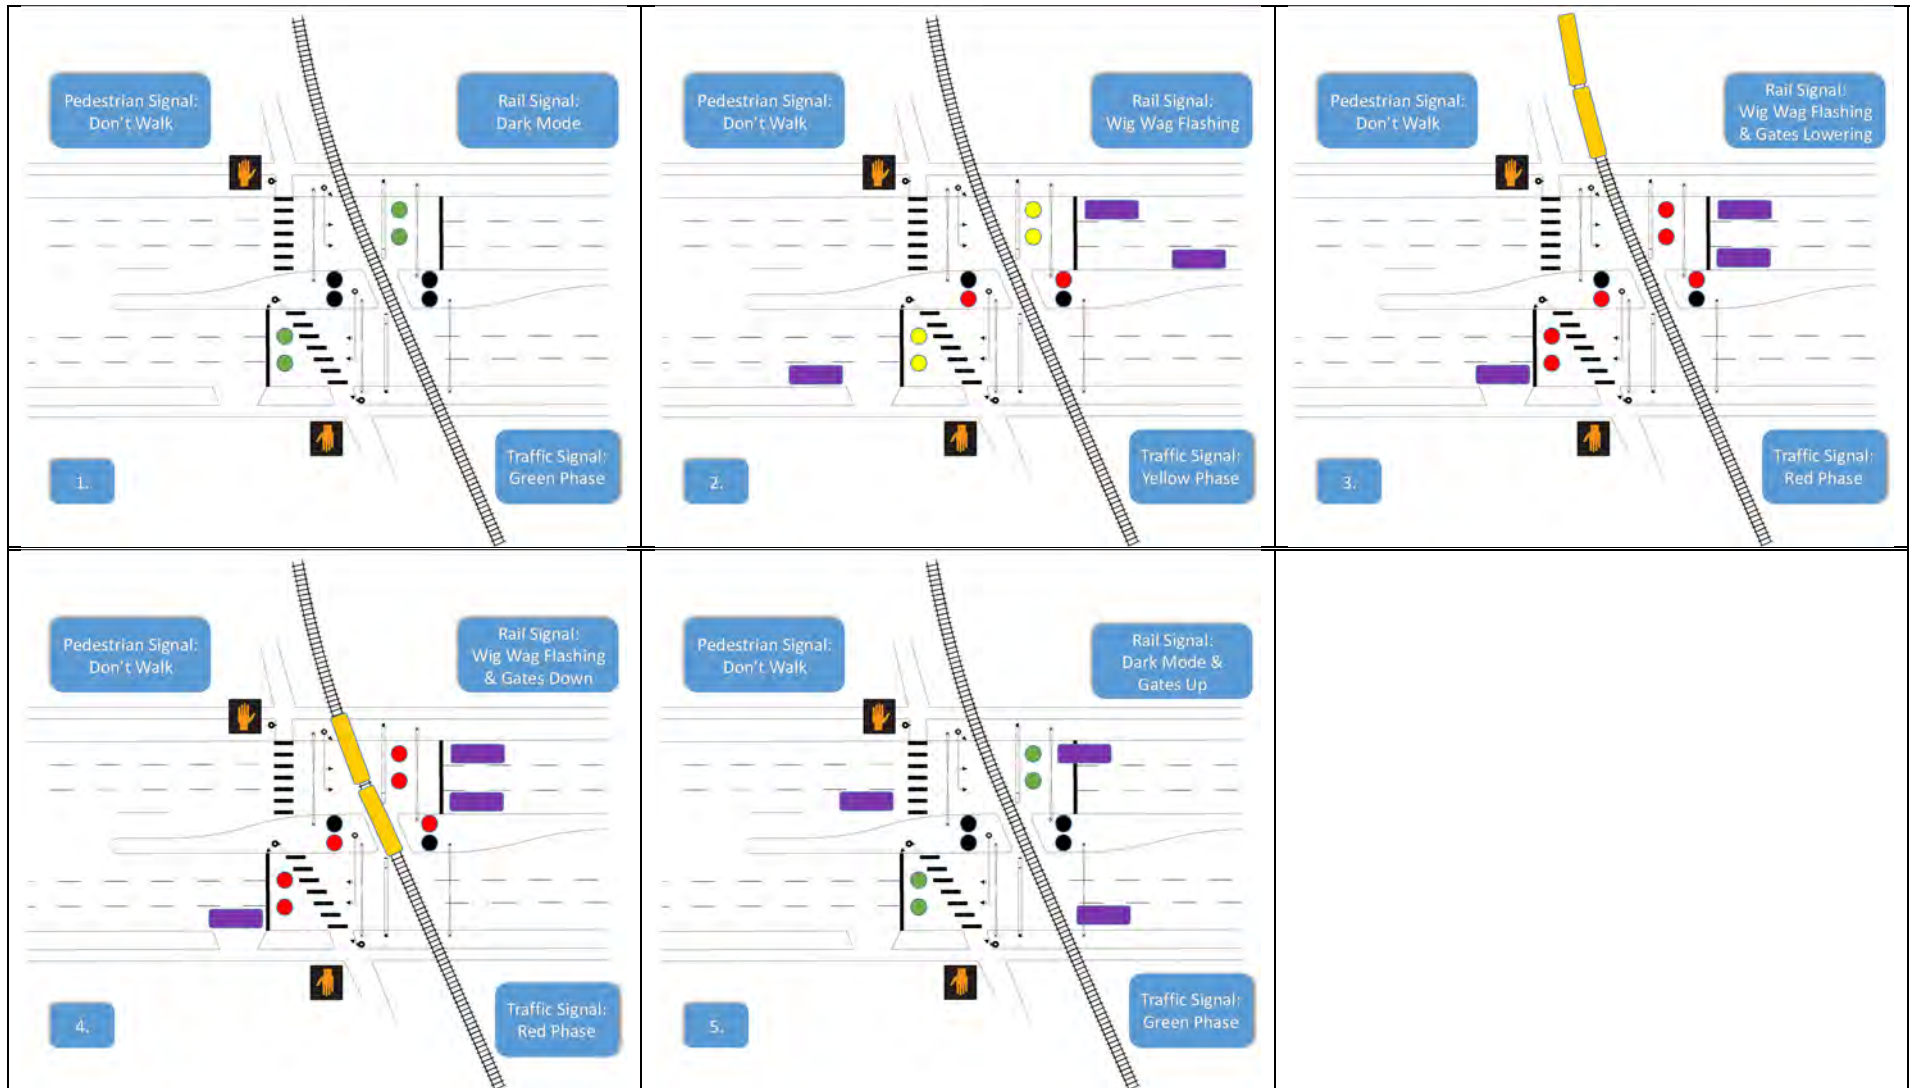 Pedestrian Signal:
Don't Walk
Rail Signal:
Dark Mode
Traffic Signal:
Green Phase
1.
Pedestrian Signal:
Don't Walk
Rail Signal:
Wig Wag Flashing
Traffic Signal:
Yellow Phase
2.
Pedestrian Signal:
Don't Walk
Rail Signal:
Wig Wag Flashing
& Gates Lowering
Traffic Signal:
Red Phase
3.
Pedestrian Signal:
Don't Walk
Rail Signal:
Wig Wag Flashing
& Gates Down
Traffic Signal:
Red Phase
4.
Pedestrian Signal:
Don't Walk
Rail Signal:
Dark Mode &
Gates Up
Traffic Signal:
Green Phase
5.